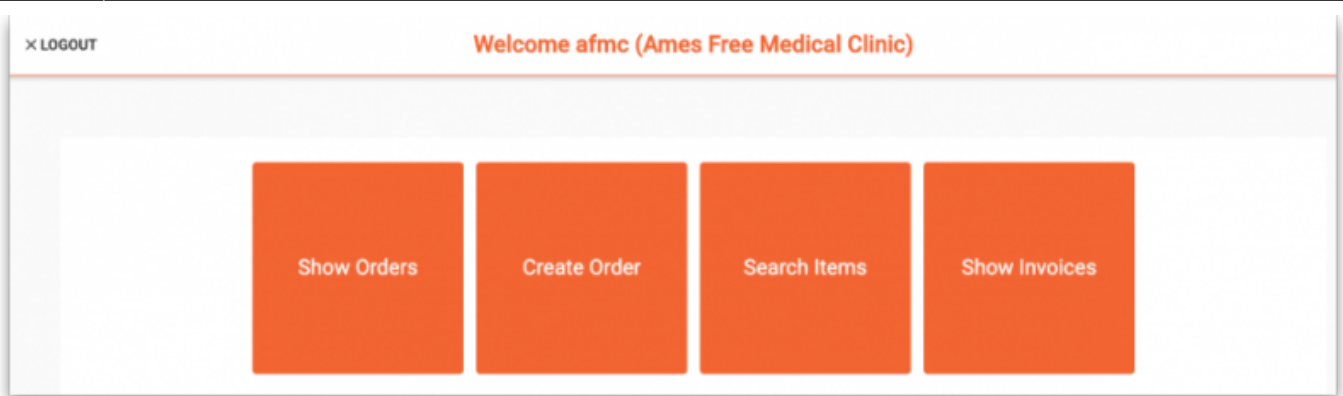 × LOGOUT
Welcome afmc (Ames Free Medical Clinic)
Show Orders
Create Order
Search Items
Show Invoices